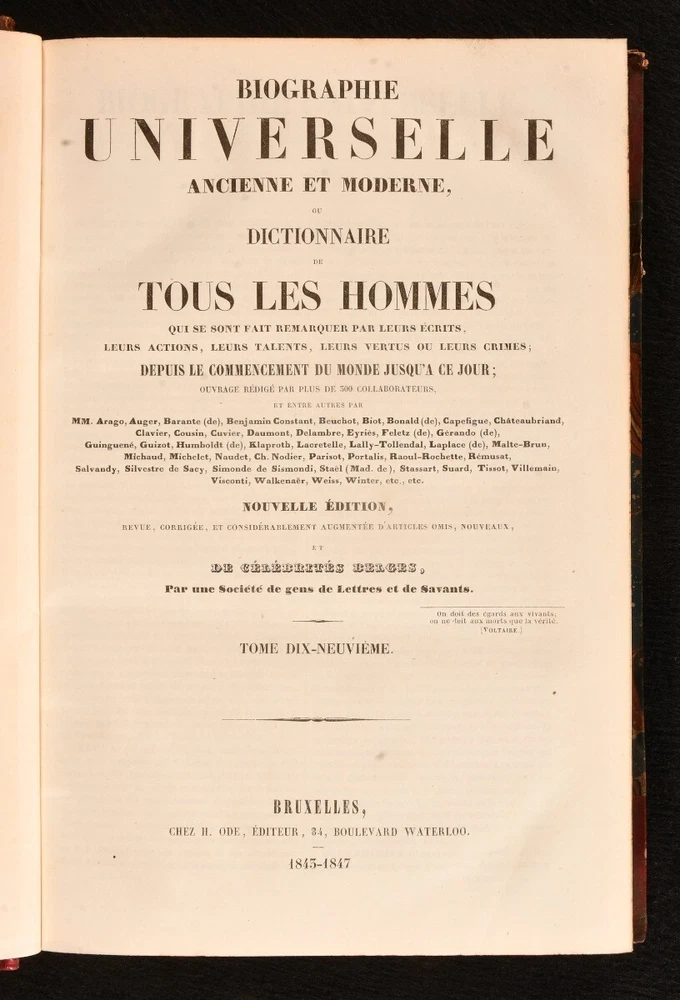 BIOGRAPHIE
UNIVERSELLE
ANCIENNE ET MODERNE,
OU
DICTIONNAIRE
DE
TOUS LES HOMMES
QUI SE SONT FAIT REMARQUER PAR LEURS ÉCRITS,
LEURS ACTIONS, LEURS TALENTS, LEURS VERTUS OU LEURS CRIMES;
DEPUIS LE COMMENCEMENT DU MONDE JUSQU'A CE JOUR;
OUVRAGE RÉDIGÉ PAR PLUS DE 300 COLLABORATEURS,
ET ENTRE AUTRES PAR
MM. Arago, Auger, Barante (de), Benjamin Constant, Beuchot, Biot, Bonald (de), Capefigue, Châteaubriand,
Clavier, Cousin, Cuvier, Daumont, Delambre, Eyriès, Feletz (de), Gérando (de),
Guinguené, Guizot, Humboldt (de), Klaproth, Lacretelle, Lally-Tollendal, Laplace (de), Malte-Brun,
Michaud, Michelet, Naudet, Ch. Nodier, Parisot, Portalis, Raoul-Rochette, Rémusat,
Salvandy, Silvestre de Sacy, Simonde de Sismondi, Staël (Mad. de), Stassart, Suard, Tissot, Villemain,
Visconti, Walkenaër, Weiss, Winter, etc., etc.
NOUVELLE ÉDITION,
REVUE, CORRIGÉE, ET CONSIDÉRABLEMENT AUGMENTÉE D'ARTICLES OMIS, NOUVEAUX,
ET
DE CÉLÉBRITÉS BELGES,
Par une Société de gens de Lettres et de Savants.
On doit des égards aux vivants;
on ne doit aux morts que la vérité.
(VOLTAIRE.)
TOME DIX-NEUVIÈME.
BRUXELLES,
CHEZ H. ODE, ÉDITEUR, 34, BOULEVARD WATERLOO.
1843-1847